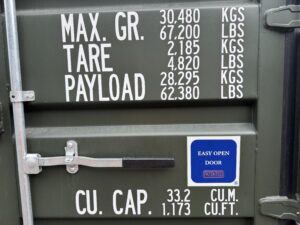 MAX. GR. 30.480 KGS
67.200 LBS
TARE 2.185 KGS
4.820 LBS
PAYLOAD 28.295 KGS
62.380 LBS
EASY OPEN
DOOR
CU. CAP. 33.2 CU.M.
1.173 CU.FT.